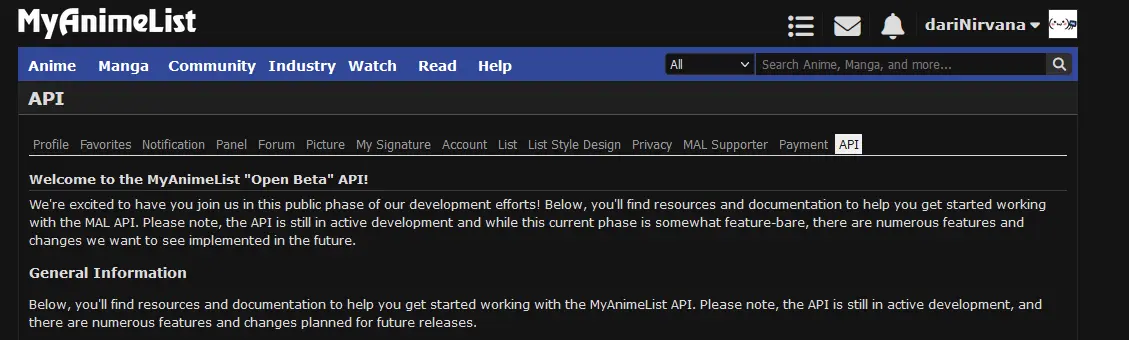 MyAnimeList
dariNirvana
Anime Manga Community Industry Watch Read Help
All Search Anime, Manga, and more...
API
Profile Favorites Notification Panel Forum Picture My Signature Account List List Style Design Privacy MAL Supporter Payment API
Welcome to the MyAnimeList "Open Beta" API!
We're excited to have you join us in this public phase of our development efforts! Below, you'll find resources and documentation to help you get started working
with the MAL API. Please note, the API is still in active development and while this current phase is somewhat feature-bare, there are numerous features and
changes we want to see implemented in the future.
General Information
Below, you'll find resources and documentation to help you get started working with the MyAnimeList API. Please note, the API is still in active development, and
there are numerous features and changes planned for future releases.